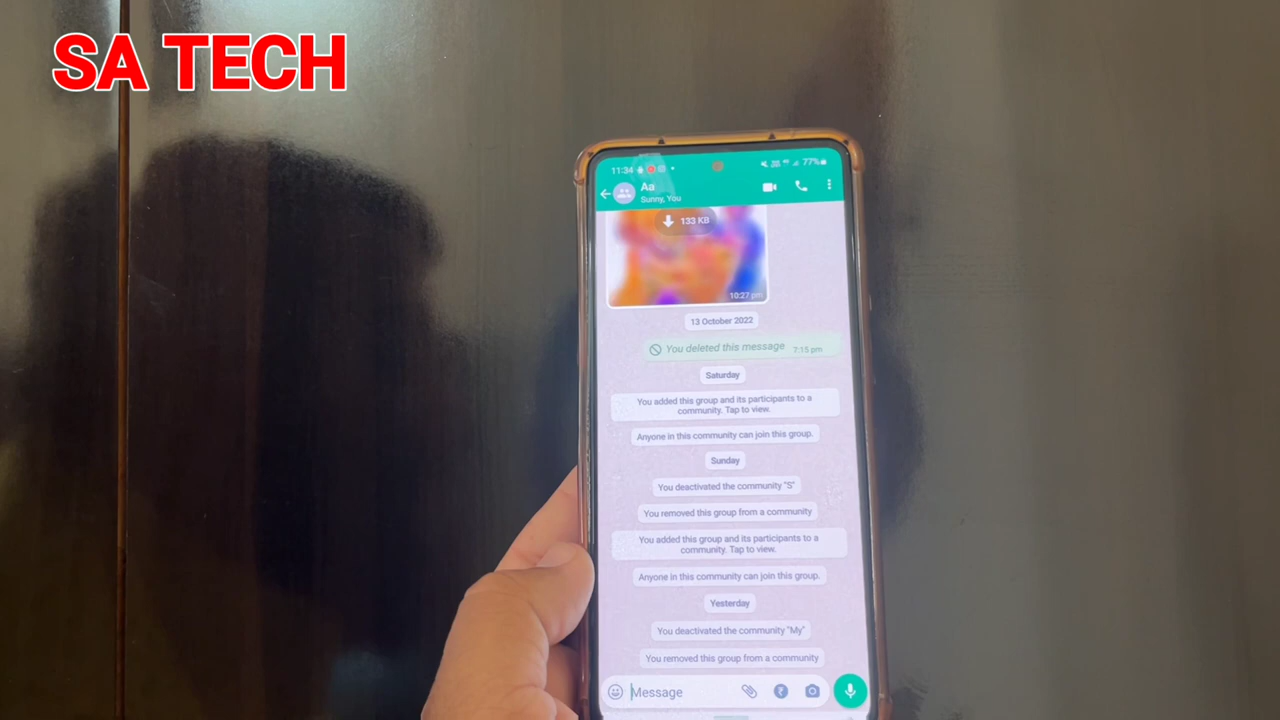 SA TECH
11:34
77%
Aa
Sunny, You
133 KB
10:27 pm
13 October 2022
You deleted this message 7:15 pm
Saturday
You added this group and its participants to a
community. Tap to view.
Anyone in this community can join this group.
Sunday
You deactivated the community "S"
You removed this group from a community
You added this group and its participants to a
community. Tap to view.
Anyone in this community can join this group.
Yesterday
You deactivated the community "My"
You removed this group from a community
Message